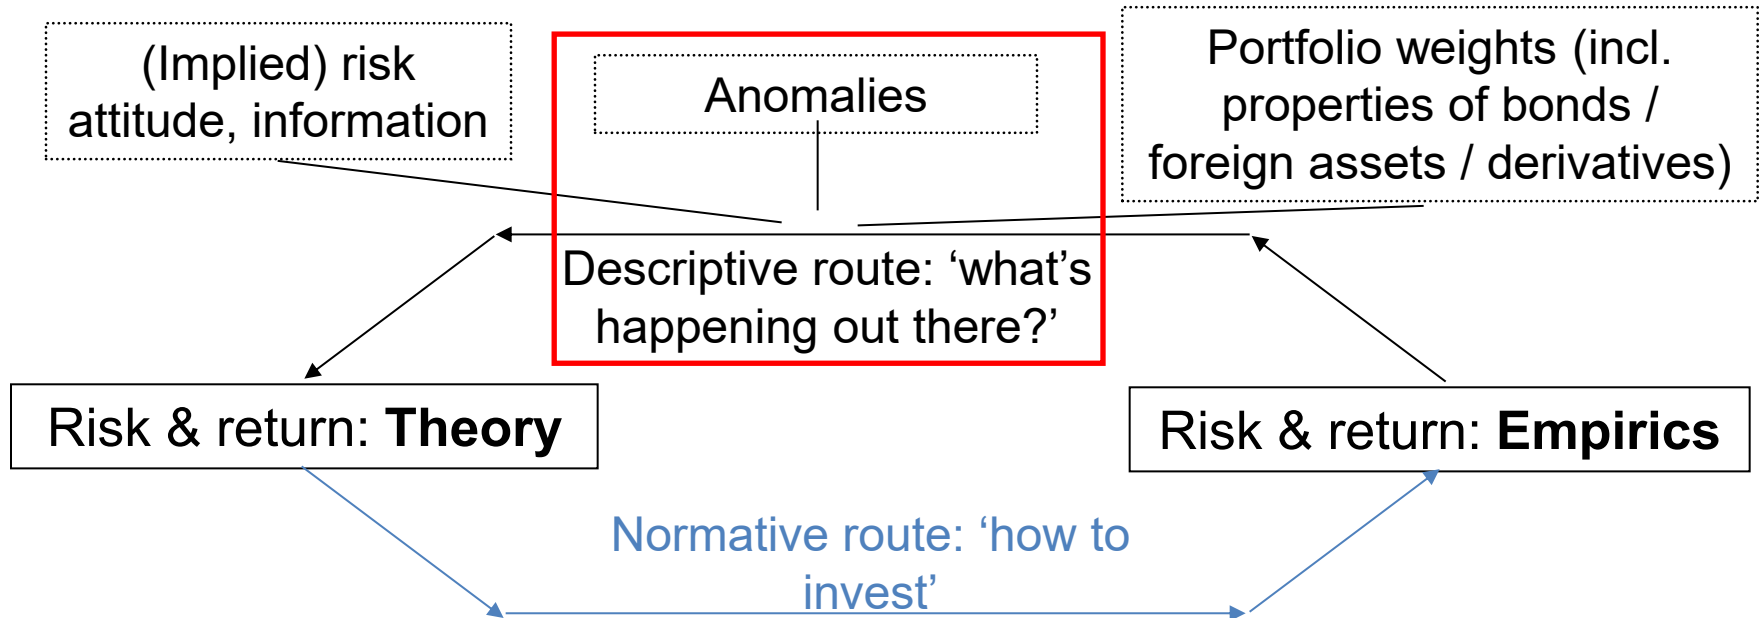 (Implied) risk
attitude, information
Anomalies
Portfolio weights (incl.
properties of bonds /
foreign assets / derivatives)
Descriptive route: ‘what’s
happening out there?’
Risk & return: Theory
Risk & return: Empirics
Normative route: ‘how to
invest’